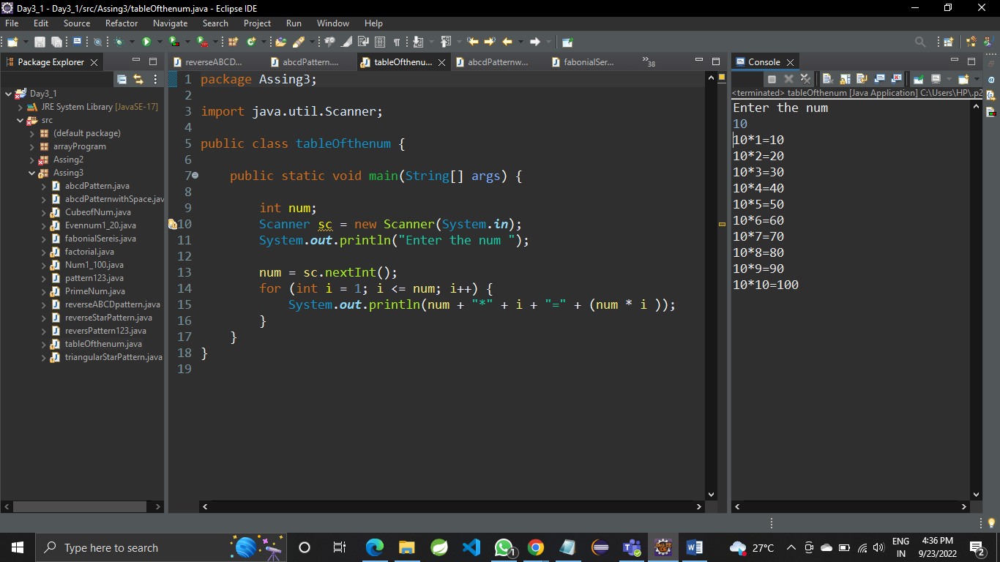 Day3_1 - Day3_1/src/Assing3/tableOfthenum.java - Eclipse IDE
File Edit Source Refactor Navigate Search Project Run Window Help
Package Explorer
Day3_1
JRE System Library [JavaSE-17]
src
(default package)
arrayProgram
Assing2
Assing3
abcdPattern.java
abcdPatternwithSpace.jav
CubeofNum.java
Evennum1_20.java
fabonialSereis.java
factorial.java
Num1_100.java
pattern123.java
PrimeNum.java
reverseABCDpattern.java
reverseStarPattern.java
reversPattern123.java
tableOfthenum.java
triangularStarPattern.java
reverseABCD... abcdPattern.... tableOfthenu... abcdPatternw... fabonialSer... »38
1 package Assing3;
2
3 import java.util.Scanner;
4
5 public class tableOfthenum {
6
7 public static void main(String[] args) {
8
9 int num;
10 Scanner sc = new Scanner(System.in);
11 System.out.println("Enter the num ");
12
13 num = sc.nextInt();
14 for (int i = 1; i <= num; i++) {
15 System.out.println(num + "*" + i + "=" + (num * i ));
16 }
17 }
18 }
19
Console
<terminated> tableOfthenum [Java Application] C:\Users\HP\.p2
Enter the num
10
10*1=10
10*2=20
10*3=30
10*4=40
10*5=50
10*6=60
10*7=70
10*8=80
10*9=90
10*10=100
Type here to search
1
27°C
ENG
IN
4:36 PM
9/23/2022
2